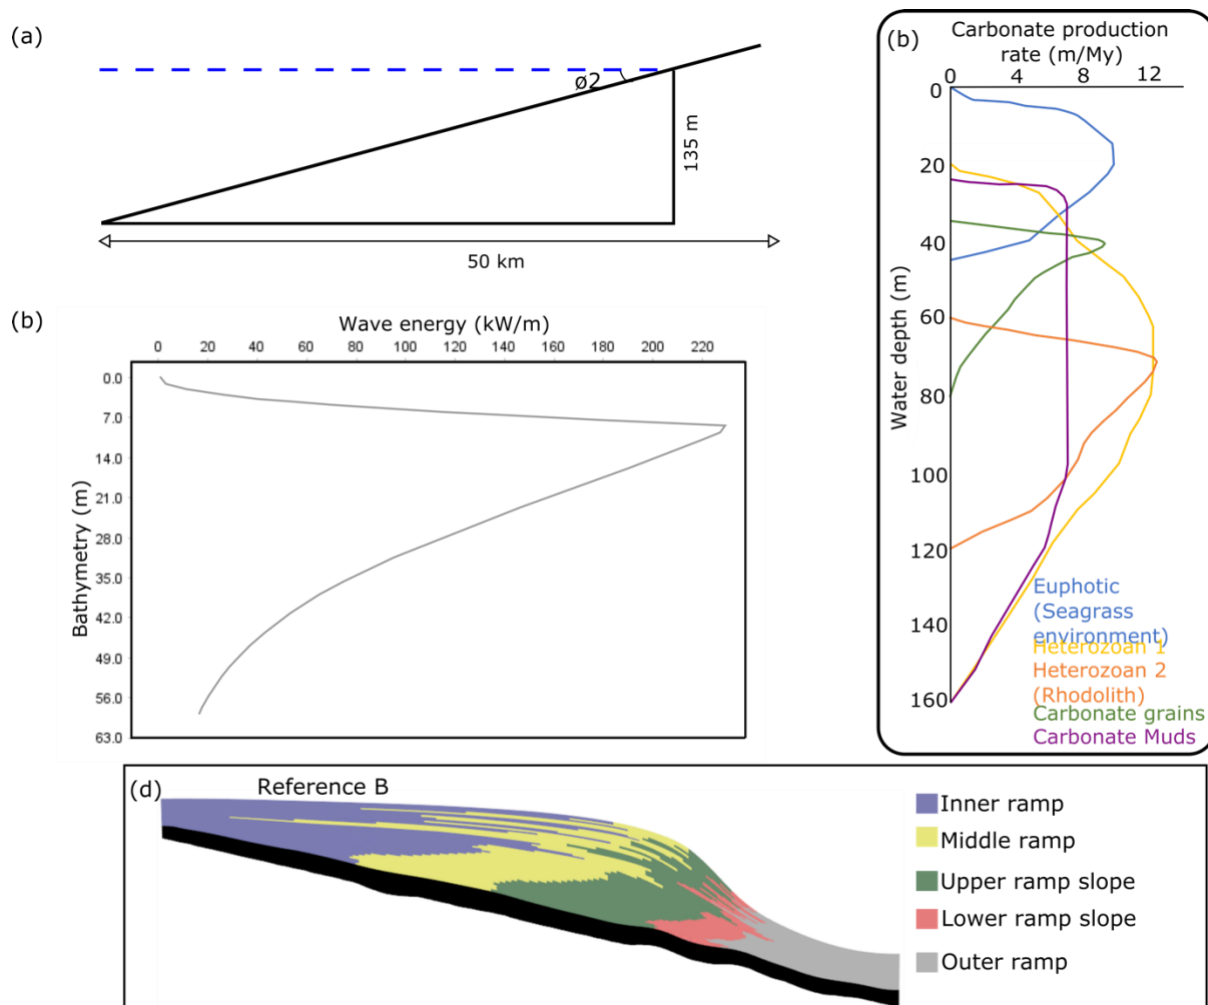 (a)
ø2
135 m
50 km
(b)
Wave energy (kW/m)
0 20 40 60 80 100 120 140 160 180 200 220
Bathymetry (m)
0.0
7.0
14.0
21.0
28.0
35.0
42.0
49.0
56.0
63.0
(b)
Carbonate production
rate (m/My)
0 4 8 12
Water depth (m)
0
20
40
60
80
100
120
140
160
Euphotic
(Seagrass
environment)
Heterozoan 1
Heterozoan 2
(Rhodolith)
Carbonate grains
Carbonate Muds
(d)
Reference B
Inner ramp
Middle ramp
Upper ramp slope
Lower ramp slope
Outer ramp